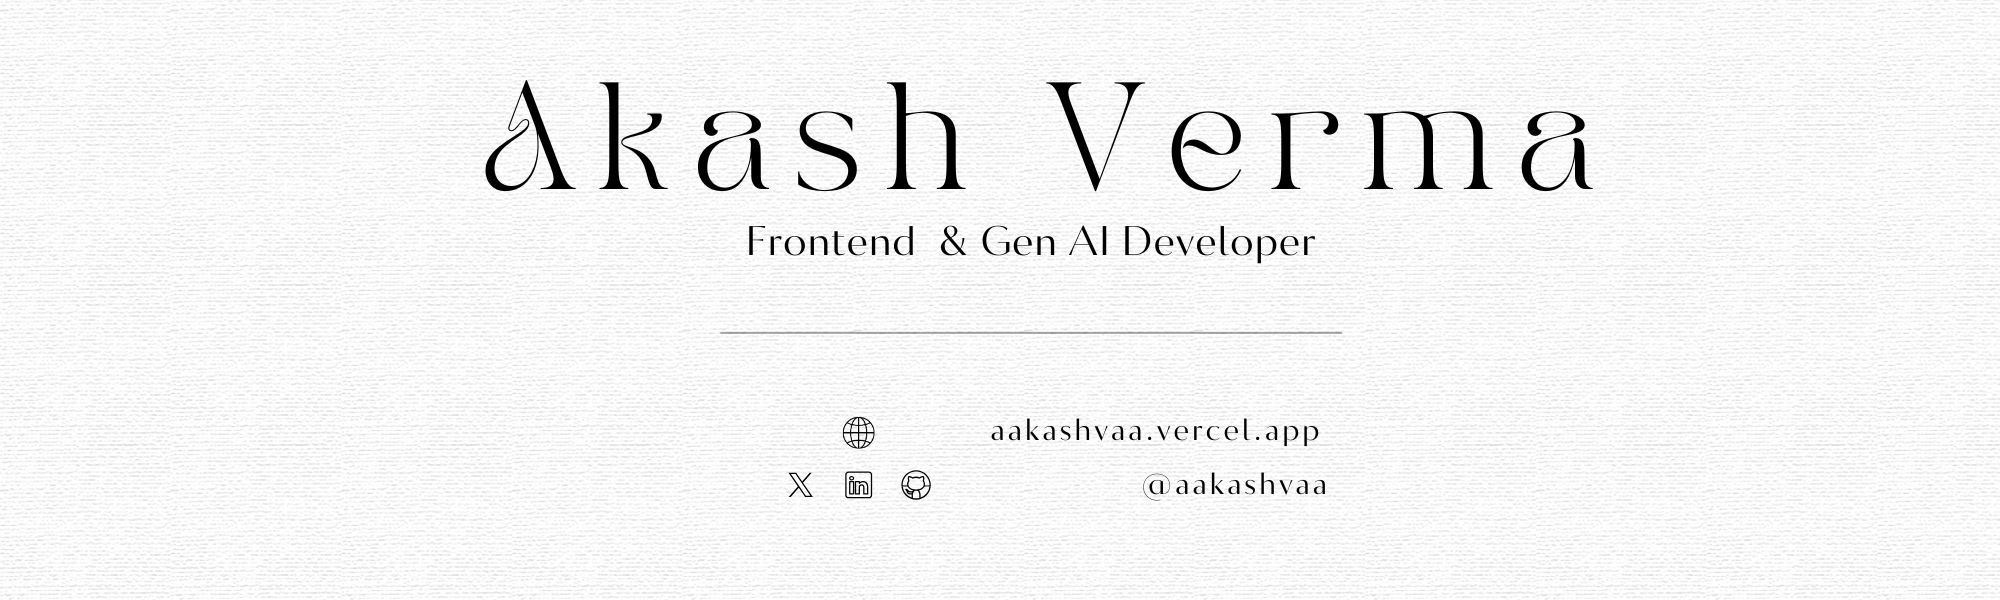 Akash Verma
Frontend & Gen AI Developer
aakashvaa.vercel.app
@aakashvaa